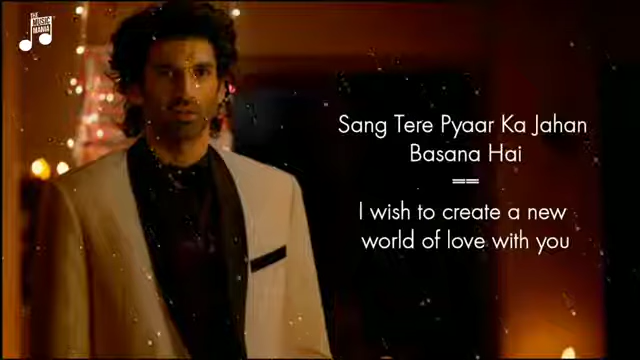 THE
MUSIC
MANIA
Sang Tere Pyaar Ka Jahan
Basana Hai
I wish to create a new
world of love with you